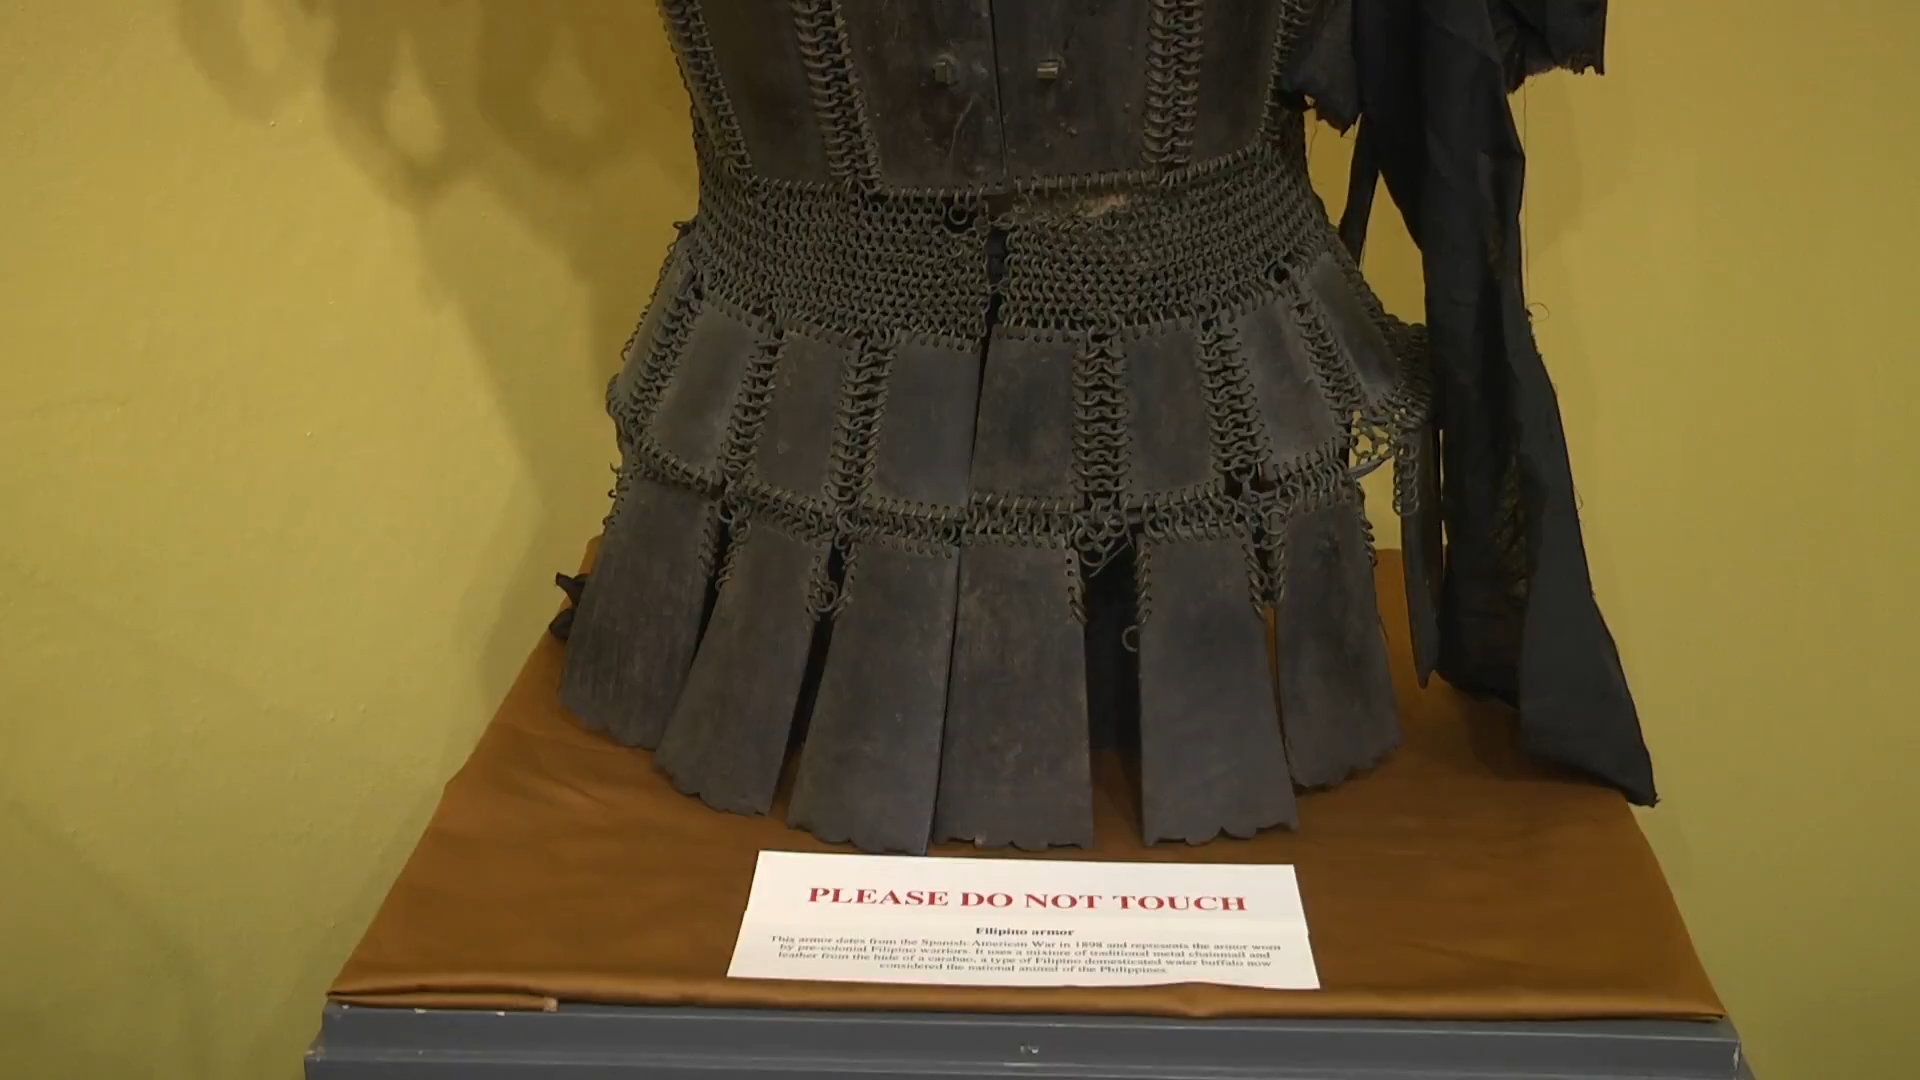 PLEASE DO NOT TOUCH
Filipino armor
This armor dates from the Spanish-American War in 1898 and represents the armor worn
by pre-colonial Filipino warriors. It uses a mixture of traditional metal chainmail and
leather from the hide of a carabao, a type of Filipino domesticated water buffalo now
considered the national animal of the Philippines.